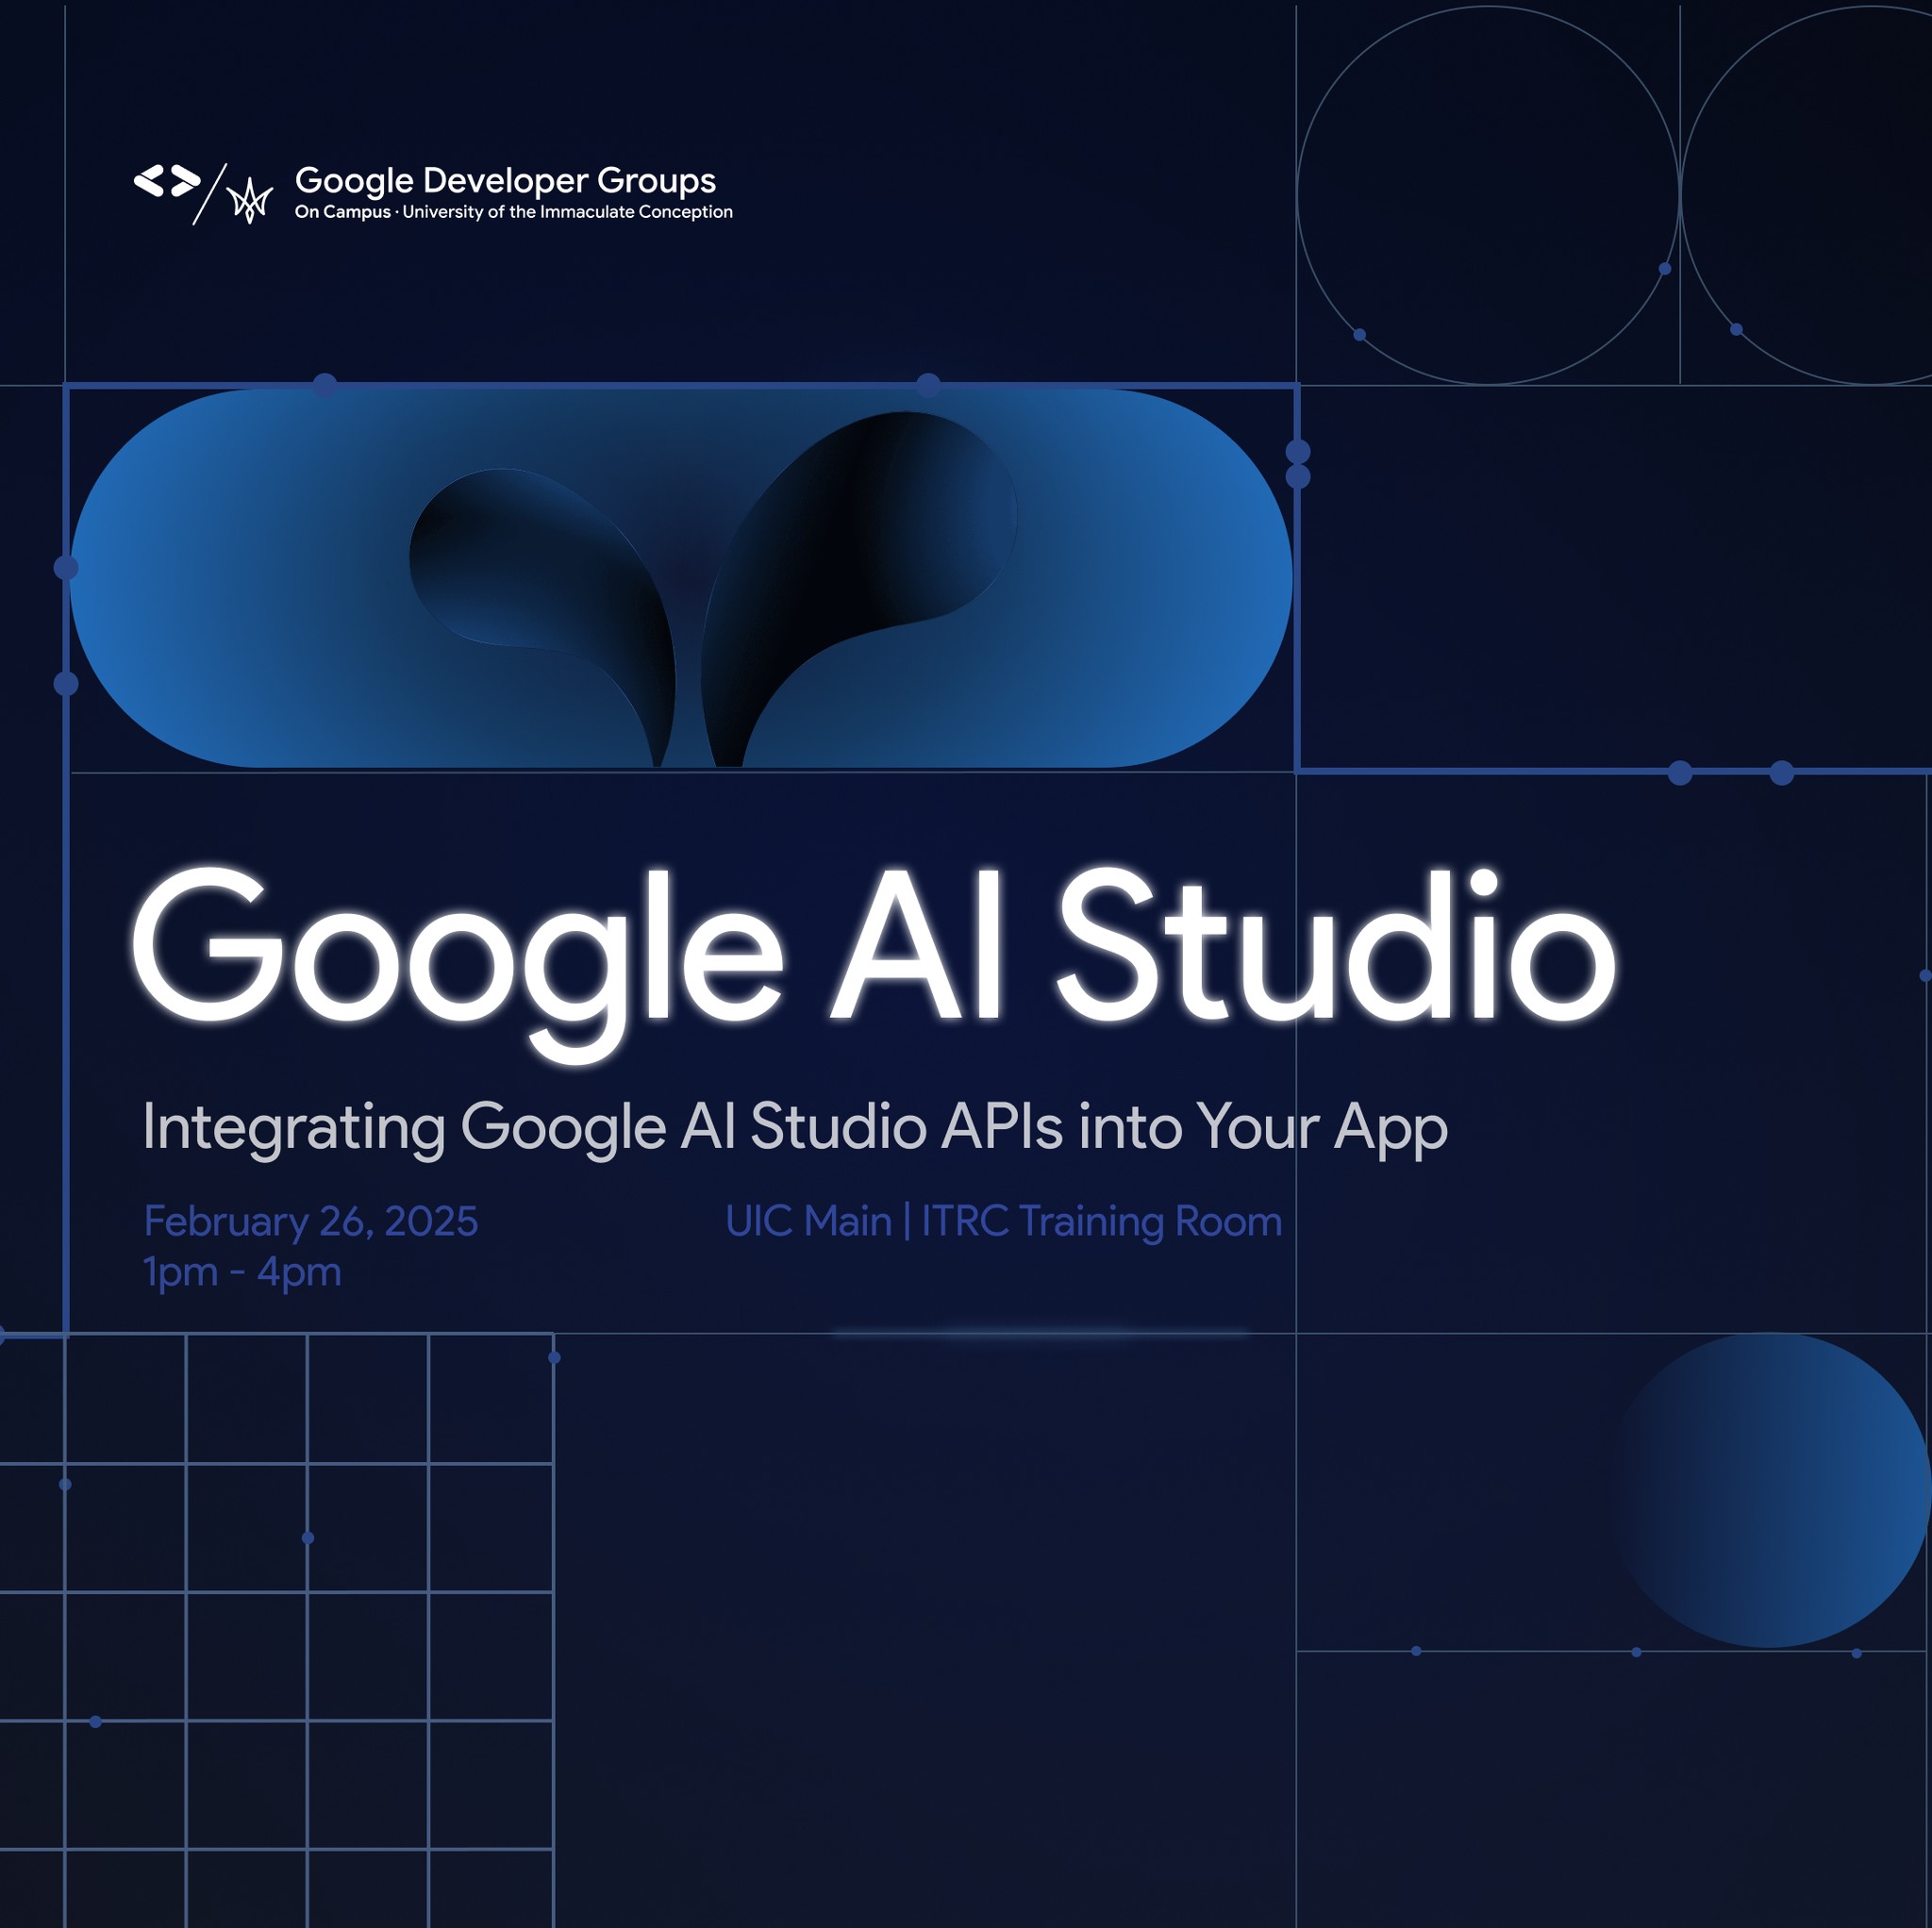 Google Developer Groups
On Campus · University of the Immaculate Conception
Google AI Studio
Integrating Google AI Studio APIs into Your App
February 26, 2025
1pm - 4pm
UIC Main | ITRC Training Room